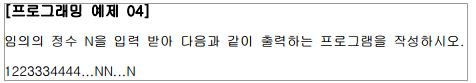 [프로그래밍 예제 04]
임의의 정수 N을 입력 받아 다음과 같이 출력하는 프로그램을 작성하시오.
1223334444...NN...N